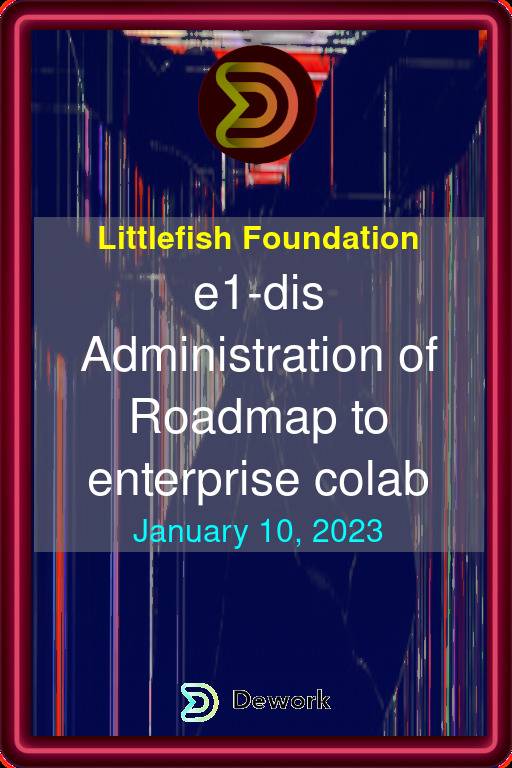 Littlefish Foundation
e1-dis
Administration of
Roadmap to
enterprise colab
January 10, 2023
Dework